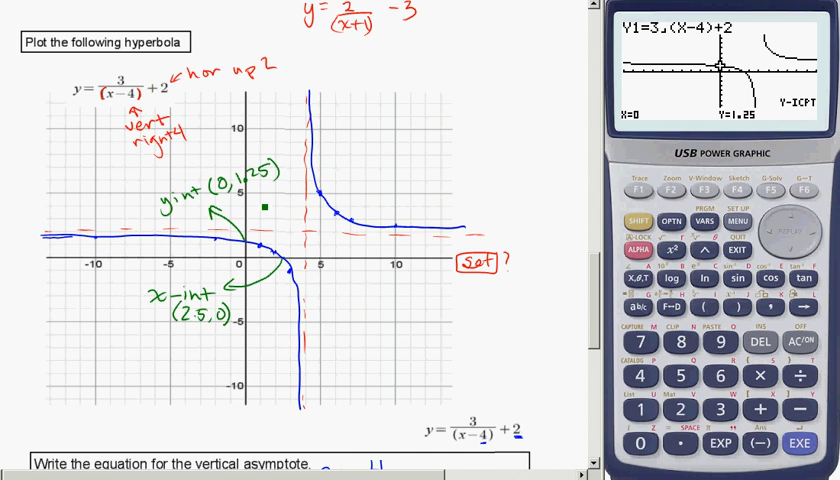 y = 2/(x+1) - 3
Plot the following hyperbola
y = 3/(x-4) + 2
hor up 2
vert
right 4
10
5
-10
-5
0
5
10
-5
-10
yint (0, 1.25)
x-int
(2.5, 0)
set ?
y = 3/(x-4) + 2
Write the equation for the vertical asymptote.
4
Y1=3⌟(X-4)+2
Y-ICPT
X=0
Y=1.25
USB POWER GRAPHIC
Trace Zoom V-Window Sketch G-Solv G↔T
F1 F2 F3 F4 F5 F6
PRGM SET UP
SHIFT OPTN VARS MENU
REPLAY
A-LOCK QUIT
ALPHA x² ^ EXIT
X,θ,T log ln sin cos tan
a b/c F↔D ( ) , →
CAPTURE CLIP PASTE INS OFF
7 8 9 DEL AC/ON
CATALOG
4 5 6 × ÷
List Mat
1 2 3 + −
SPACE Ans
0 . EXP (−) EXE